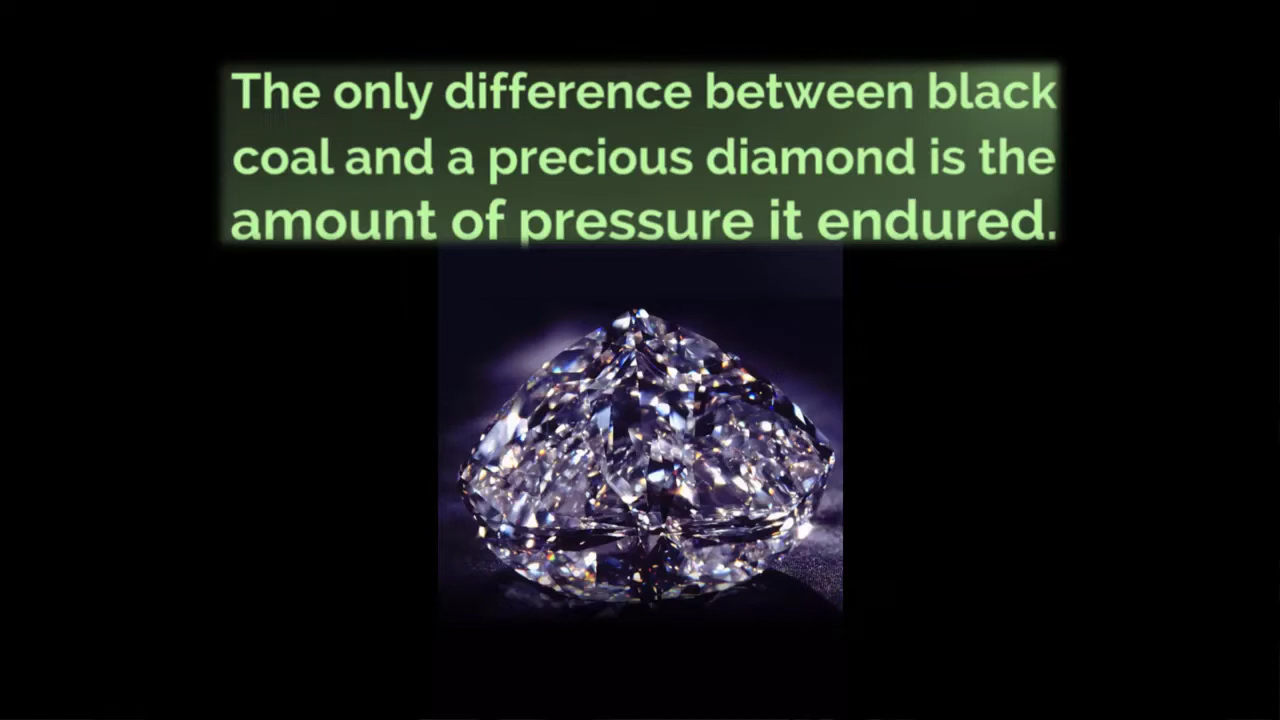 The only difference between black
coal and a precious diamond is the
amount of pressure it endured.